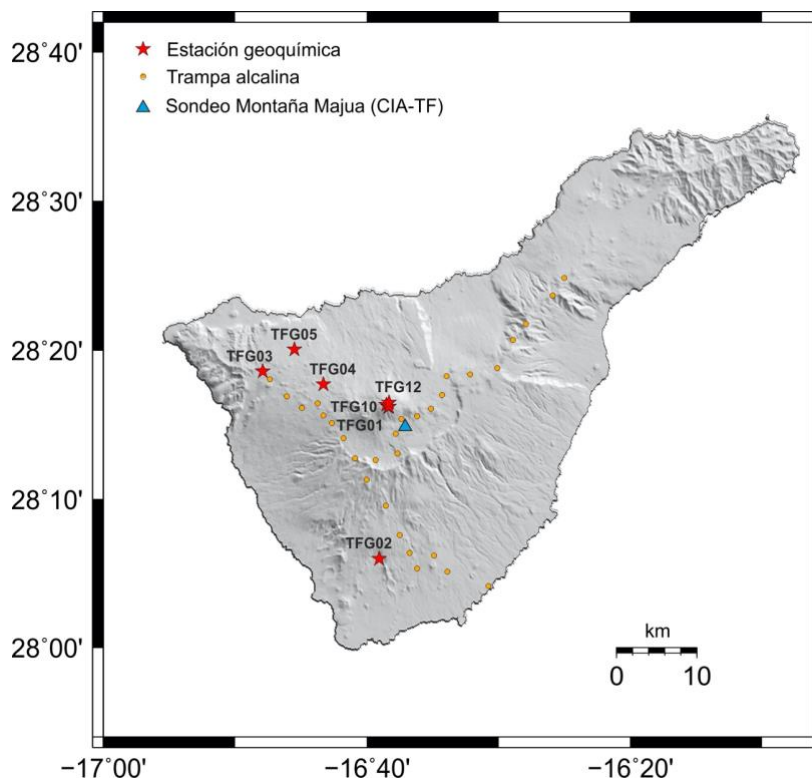 28°40'
Estación geoquímica
Trampa alcalina
Sondeo Montaña Majua (CIA-TF)
28°30'
28°20'
TFG05
TFG03
TFG04
TFG12
TFG10
TFG01
28°10'
TFG02
28°00'
km
0 10
−17°00' −16°40' −16°20'